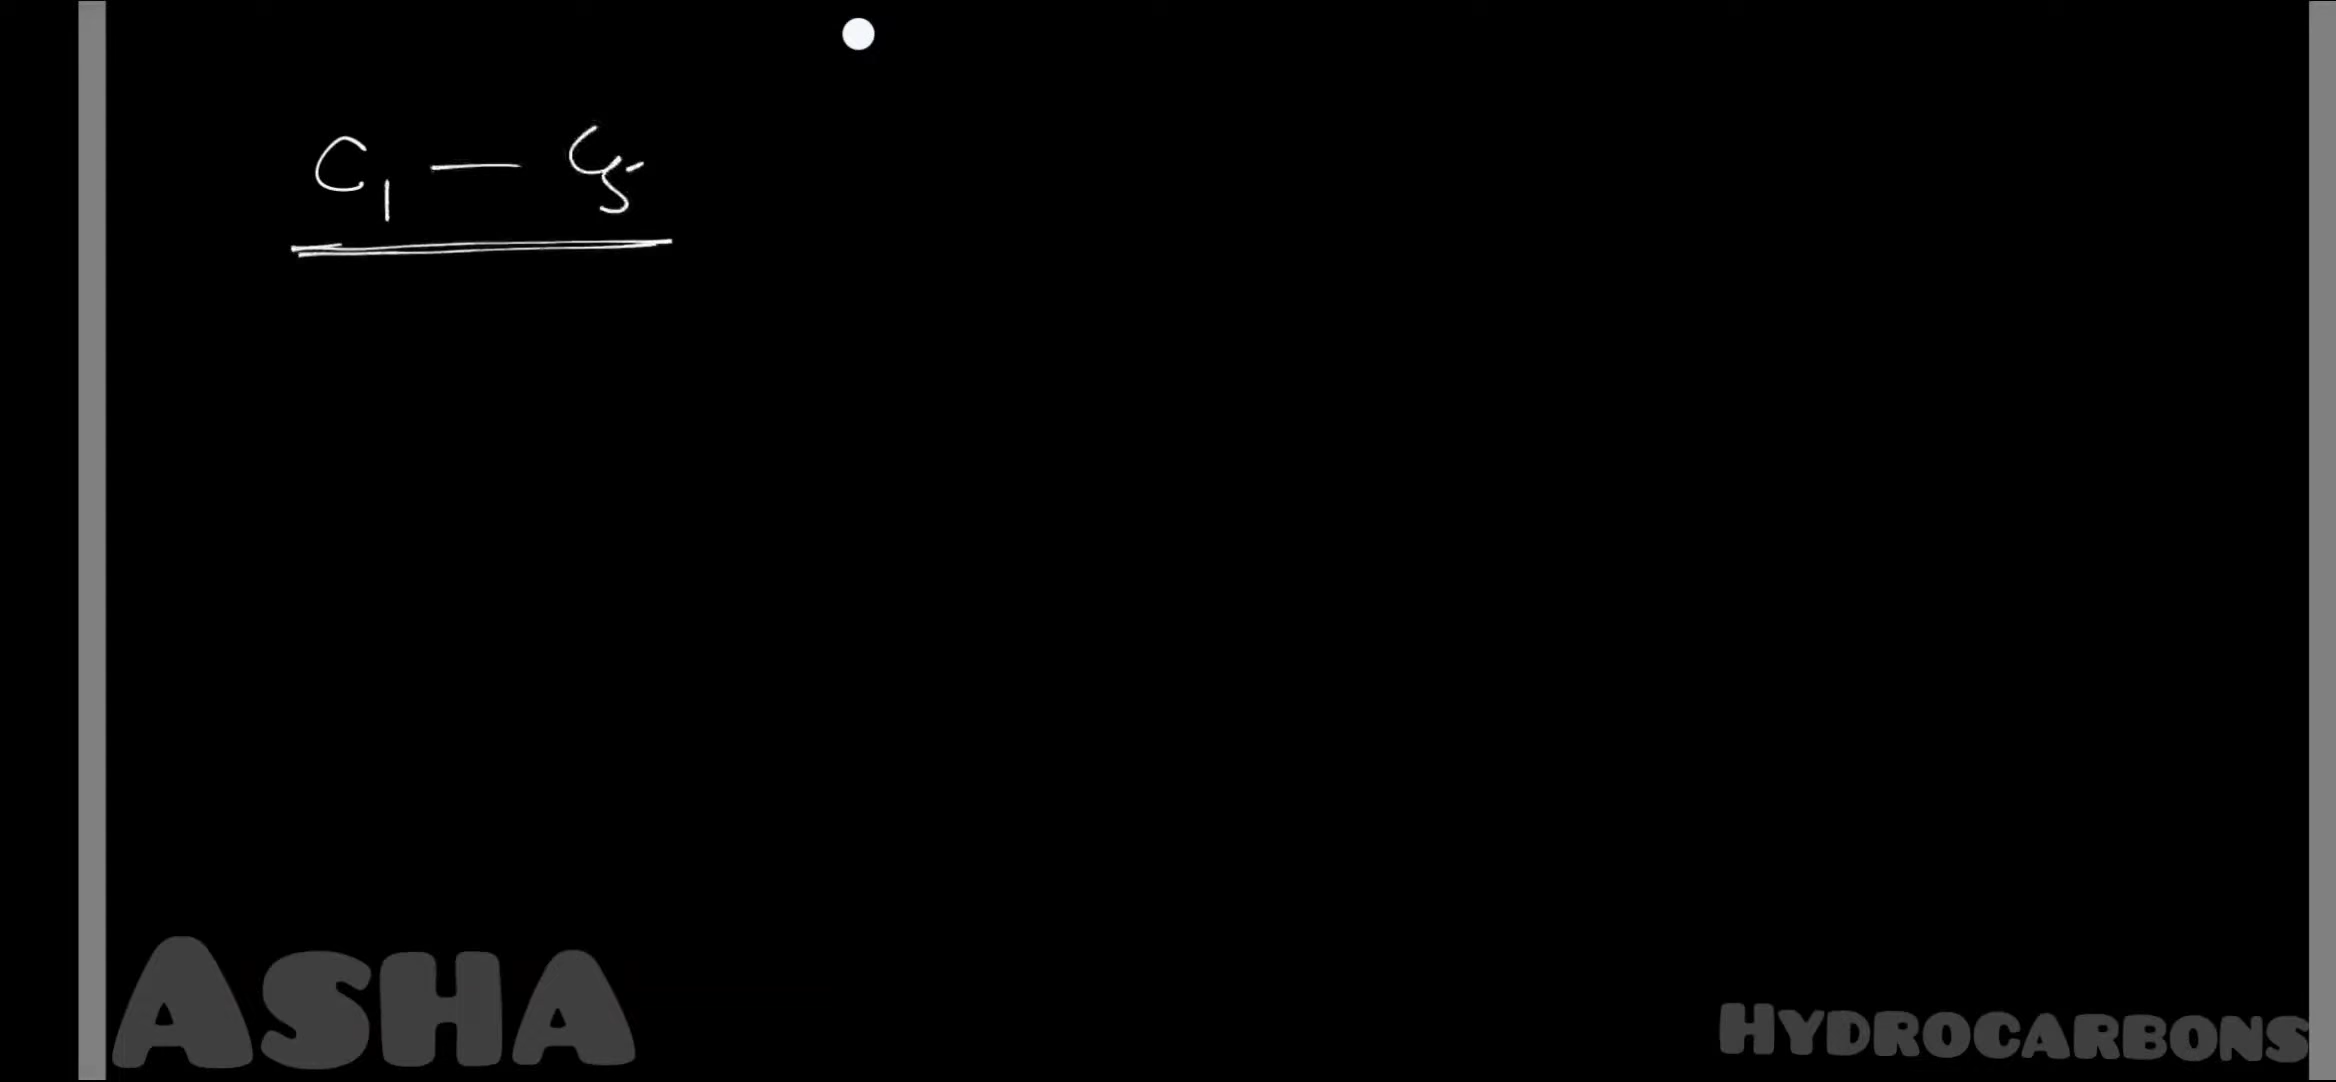 C₁ — C₅
ASHA
HYDROCARBONS